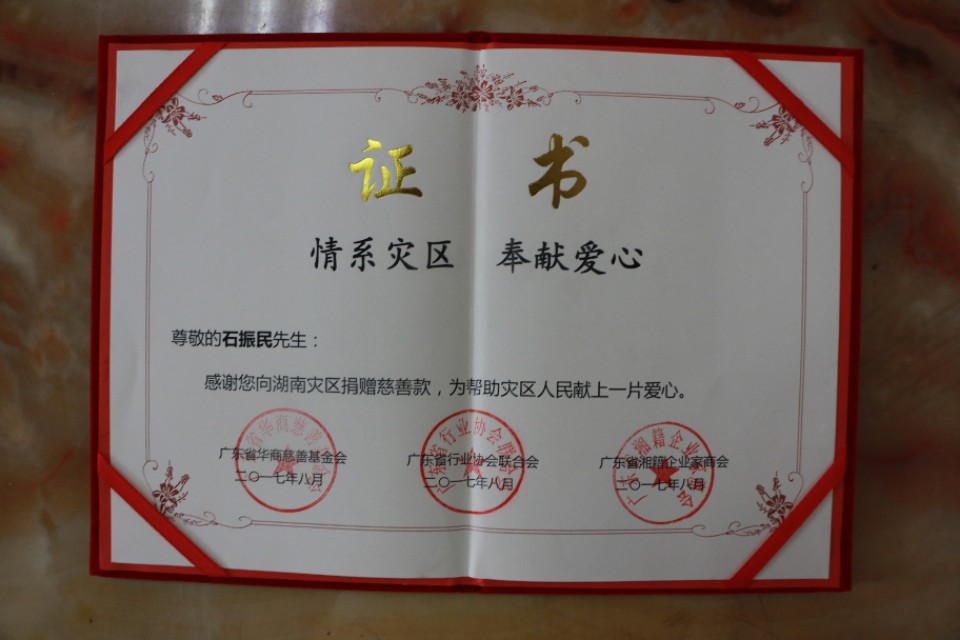 证 书
情系灾区 奉献爱心
尊敬的石振民先生：
感谢您向湖南灾区捐赠慈善款，为帮助灾区人民献上一片爱心。
广东省华商慈善基金会 广东省行业协会联合会 广东省湘籍企业家商会
二〇一七年八月 二〇一七年八月 二〇一七年八月